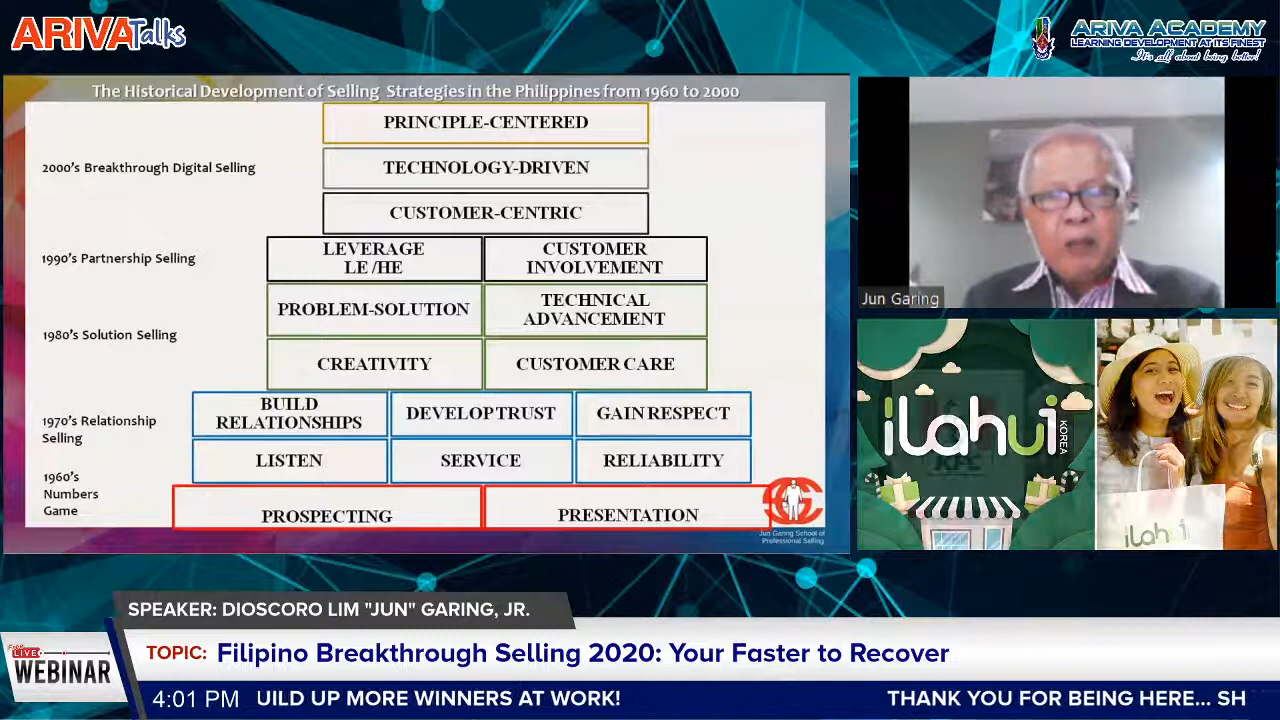 ARIVATalks
ARIVA ACADEMY
LEARNING DEVELOPMENT AT ITS FINEST
It's all about being better!
The Historical Development of Selling Strategies in the Philippines from 1960 to 2000
PRINCIPLE-CENTERED
2000's Breakthrough Digital Selling
TECHNOLOGY-DRIVEN
CUSTOMER-CENTRIC
1990's Partnership Selling
LEVERAGE
LE /HE
CUSTOMER
INVOLVEMENT
PROBLEM-SOLUTION
TECHNICAL
ADVANCEMENT
1980's Solution Selling
CREATIVITY
CUSTOMER CARE
1970's Relationship
Selling
BUILD
RELATIONSHIPS
DEVELOP TRUST
GAIN RESPECT
LISTEN
SERVICE
RELIABILITY
1960's
Numbers
Game
PROSPECTING
PRESENTATION
Jun Garing School of
Professional Selling
Jun Garing
ilahui
KOREA
ilahui
SPEAKER: DIOSCORO LIM "JUN" GARING, JR.
Free
LIVE
WEBINAR
TOPIC: Filipino Breakthrough Selling 2020: Your Faster to Recover
4:01 PM
UILD UP MORE WINNERS AT WORK!
THANK YOU FOR BEING HERE... SH